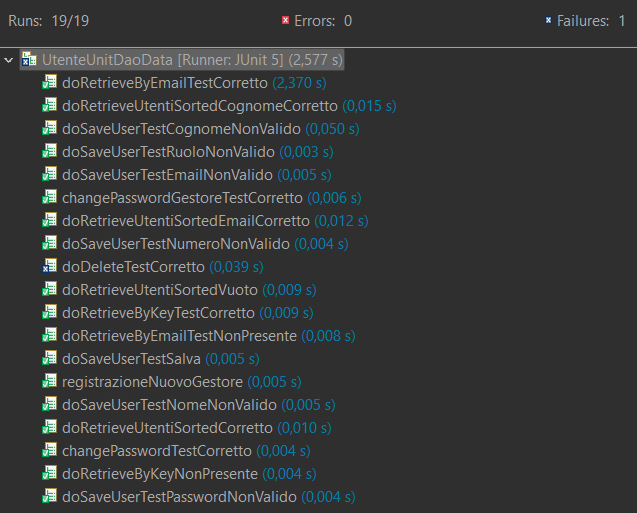 Runs: 19/19 Errors: 0 Failures: 1
UtenteUnitDaoData [Runner: JUnit 5] (2,577 s)
doRetrieveByEmailTestCorretto (2,370 s)
doRetrieveUtentiSortedCognomeCorretto (0,015 s)
doSaveUserTestCognomeNonValido (0,050 s)
doSaveUserTestRuoloNonValido (0,003 s)
doSaveUserTestEmailNonValido (0,005 s)
changePasswordGestoreTestCorretto (0,006 s)
doRetrieveUtentiSortedEmailCorretto (0,012 s)
doSaveUserTestNumeroNonValido (0,004 s)
doDeleteTestCorretto (0,039 s)
doRetrieveUtentiSortedVuoto (0,009 s)
doRetrieveByKeyTestCorretto (0,009 s)
doRetrieveByEmailTestNonPresente (0,008 s)
doSaveUserTestSalva (0,005 s)
registrazioneNuovoGestore (0,005 s)
doSaveUserTestNomeNonValido (0,005 s)
doRetrieveUtentiSortedCorretto (0,010 s)
changePasswordTestCorretto (0,004 s)
doRetrieveByKeyNonPresente (0,004 s)
doSaveUserTestPasswordNonValido (0,004 s)